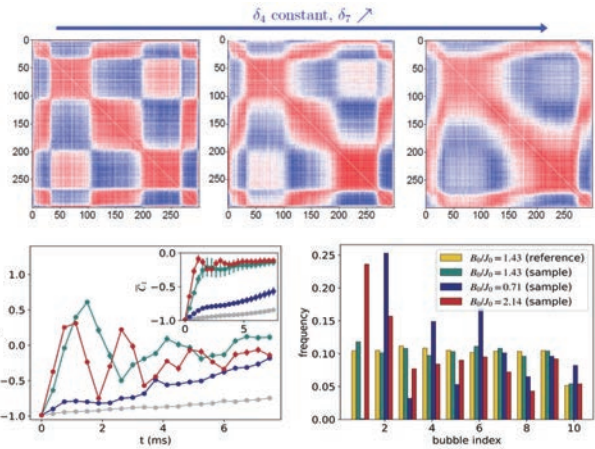 δ₄ constant, δ₇ ↗
0 50 100 150 200 250
0 50 100 150 200 250
0 50 100 150 200 250
0 50 100 150 200 250
0 50 100 150 200 250
0 50 100 150 200 250
1.0
0.5
0.0
−0.5
−1.0
0 2 4 6
t (ms)
C̅₁
0.0
−0.5
−1.0
0 5
frequency
0.25
0.20
0.15
0.10
0.05
0.00
B₀/J₀ = 1.43 (reference)
B₀/J₀ = 1.43 (sample)
B₀/J₀ = 0.71 (sample)
B₀/J₀ = 2.14 (sample)
2 4 6 8 10
bubble index